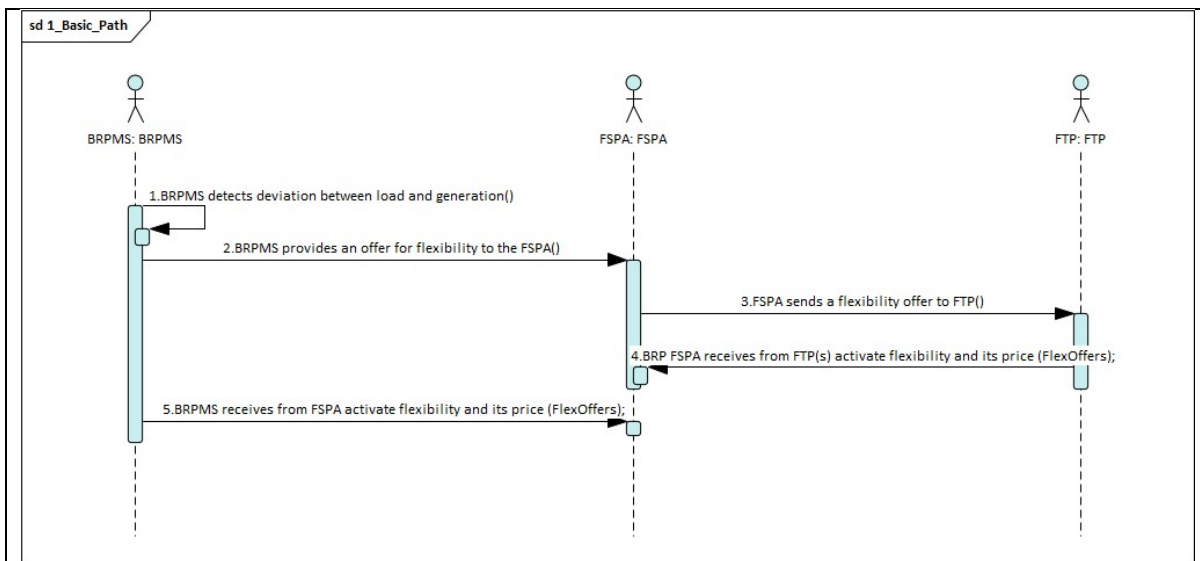 sd 1_Basic_Path
BRPMS: BRPMS
FSPA: FSPA
FTP: FTP
1.BRPMS detects deviation between load and generation()
2.BRPMS provides an offer for flexibility to the FSPA()
3.FSPA sends a flexibility offer to FTP()
4.BRP FSPA receives from FTP(s) activate flexibility and its price (FlexOffers);
5.BRPMS receives from FSPA activate flexibility and its price (FlexOffers);